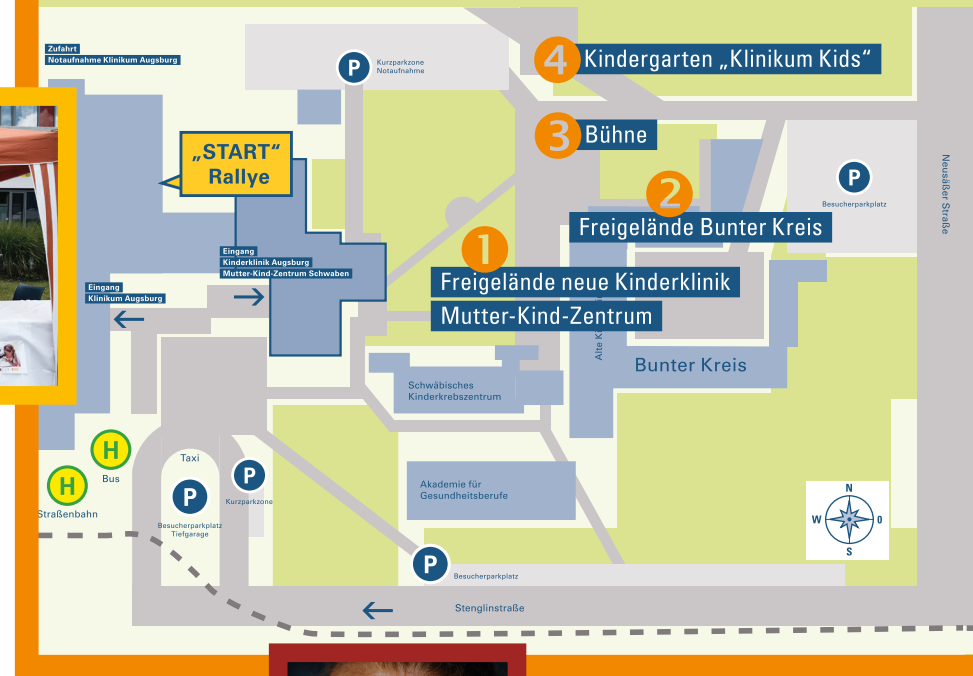 Zufahrt
Notaufnahme Klinikum Augsburg
P
Kurzparkzone
Notaufnahme
4 Kindergarten „Klinikum Kids“
3 Bühne
„START“
Rallye
2
Freigelände Bunter Kreis
P
Besucherparkplatz
Neusäßer Straße
1
Freigelände neue Kinderklinik
Mutter-Kind-Zentrum
Eingang
Kinderklinik Augsburg
Mutter-Kind-Zentrum Schwaben
Eingang
Klinikum Augsburg
Alte
Bunter Kreis
Schwäbisches
Kinderkrebszentrum
H
Bus
H
Straßenbahn
Taxi
P
Besucherparkplatz
Tiefgarage
P
Kurzparkzone
Akademie für
Gesundheitsberufe
P
Besucherparkplatz
Stenglinstraße
N
W
O
S